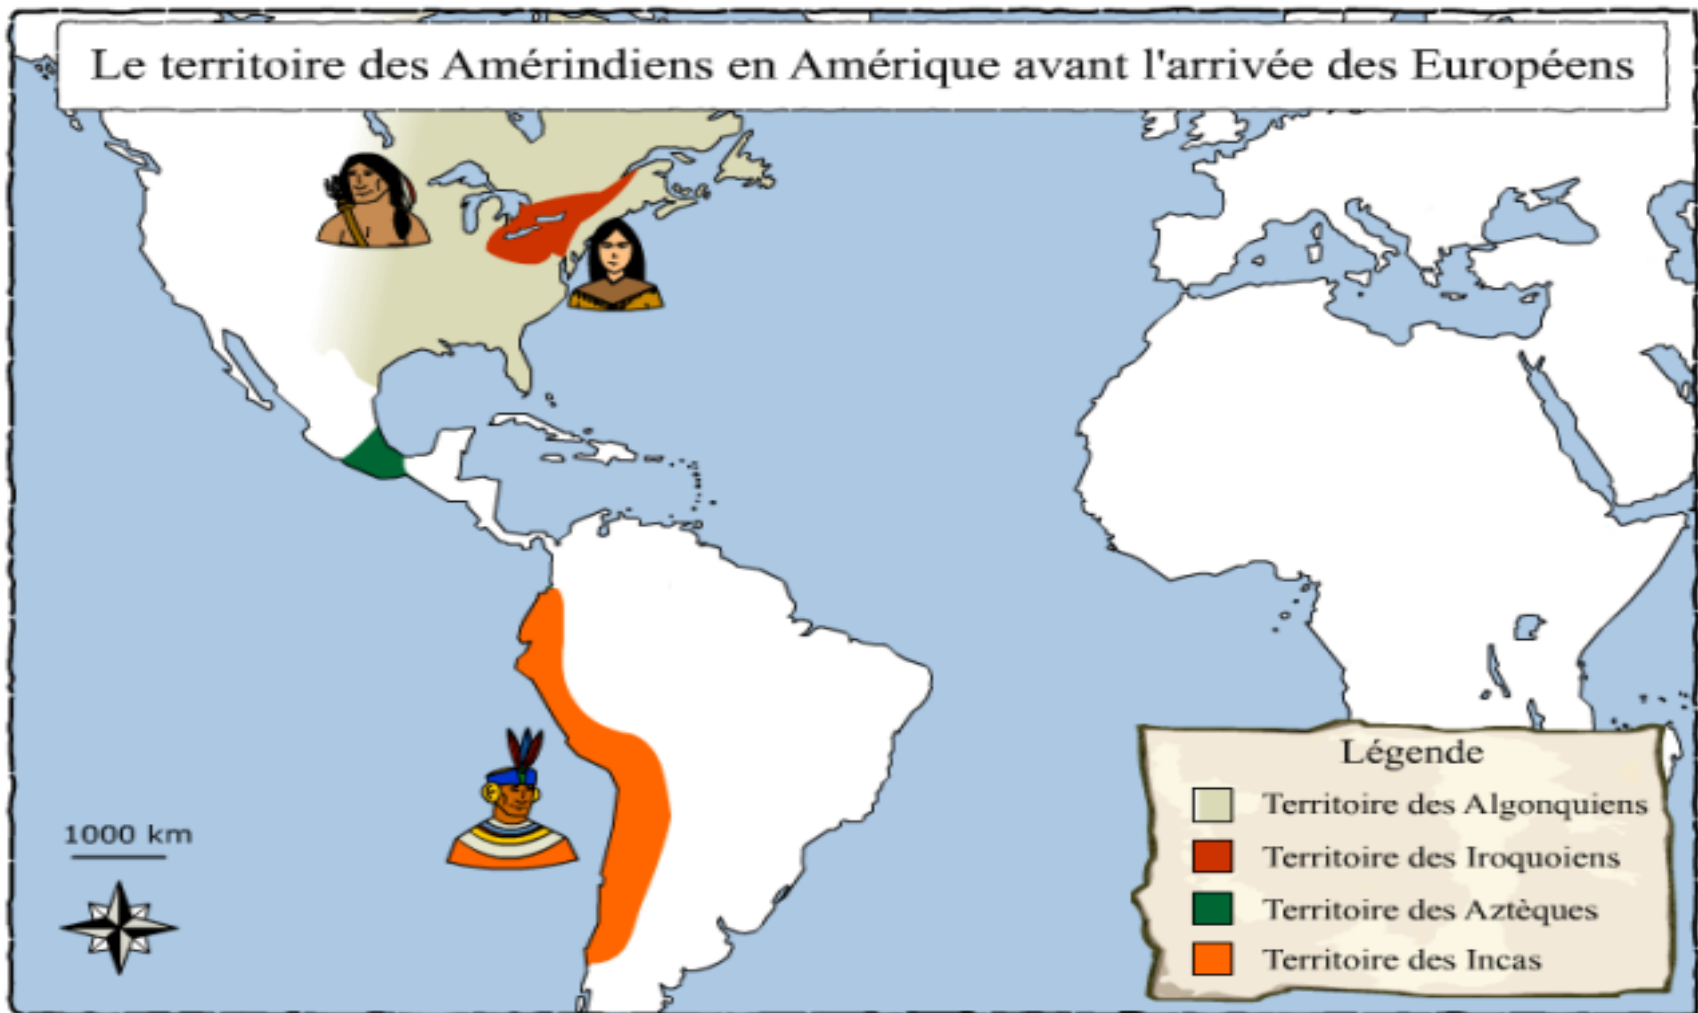 Le territoire des Amérindiens en Amérique avant l'arrivée des Européens
1000 km
Légende
Territoire des Algonquiens
Territoire des Iroquoiens
Territoire des Aztèques
Territoire des Incas